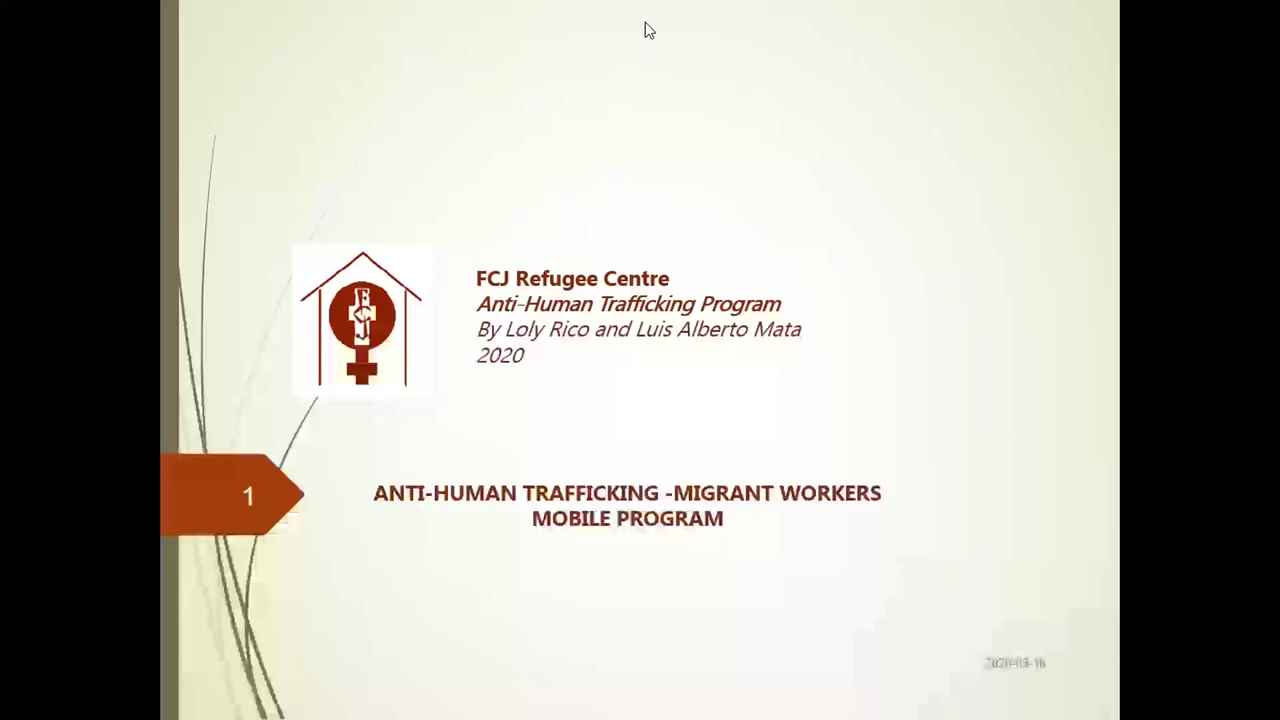 FCJ
FCJ Refugee Centre
Anti-Human Trafficking Program
By Loly Rico and Luis Alberto Mata
2020
1
ANTI-HUMAN TRAFFICKING -MIGRANT WORKERS
MOBILE PROGRAM